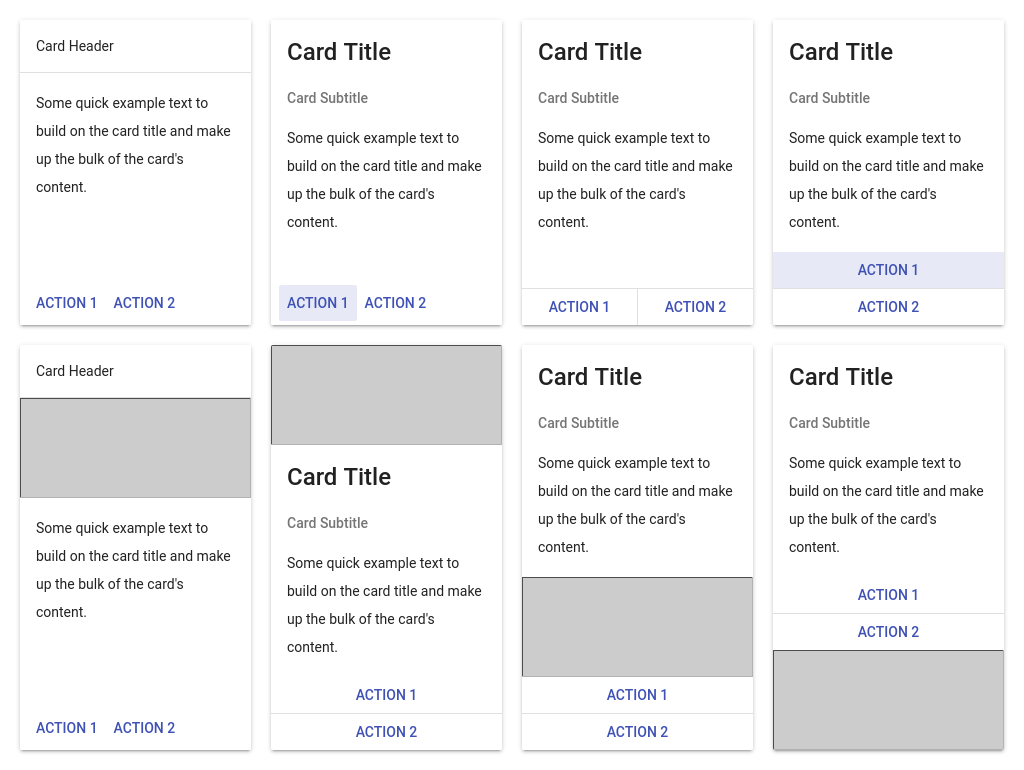 Card Header
Some quick example text to
build on the card title and make
up the bulk of the card's
content.
ACTION 1 ACTION 2
Card Title
Card Subtitle
Some quick example text to
build on the card title and make
up the bulk of the card's
content.
ACTION 1 ACTION 2
Card Title
Card Subtitle
Some quick example text to
build on the card title and make
up the bulk of the card's
content.
ACTION 1 ACTION 2
Card Title
Card Subtitle
Some quick example text to
build on the card title and make
up the bulk of the card's
content.
ACTION 1
ACTION 2
Card Header
Some quick example text to
build on the card title and make
up the bulk of the card's
content.
ACTION 1 ACTION 2
Card Title
Card Subtitle
Some quick example text to
build on the card title and make
up the bulk of the card's
content.
ACTION 1
ACTION 2
Card Title
Card Subtitle
Some quick example text to
build on the card title and make
up the bulk of the card's
content.
ACTION 1
ACTION 2
Card Title
Card Subtitle
Some quick example text to
build on the card title and make
up the bulk of the card's
content.
ACTION 1
ACTION 2